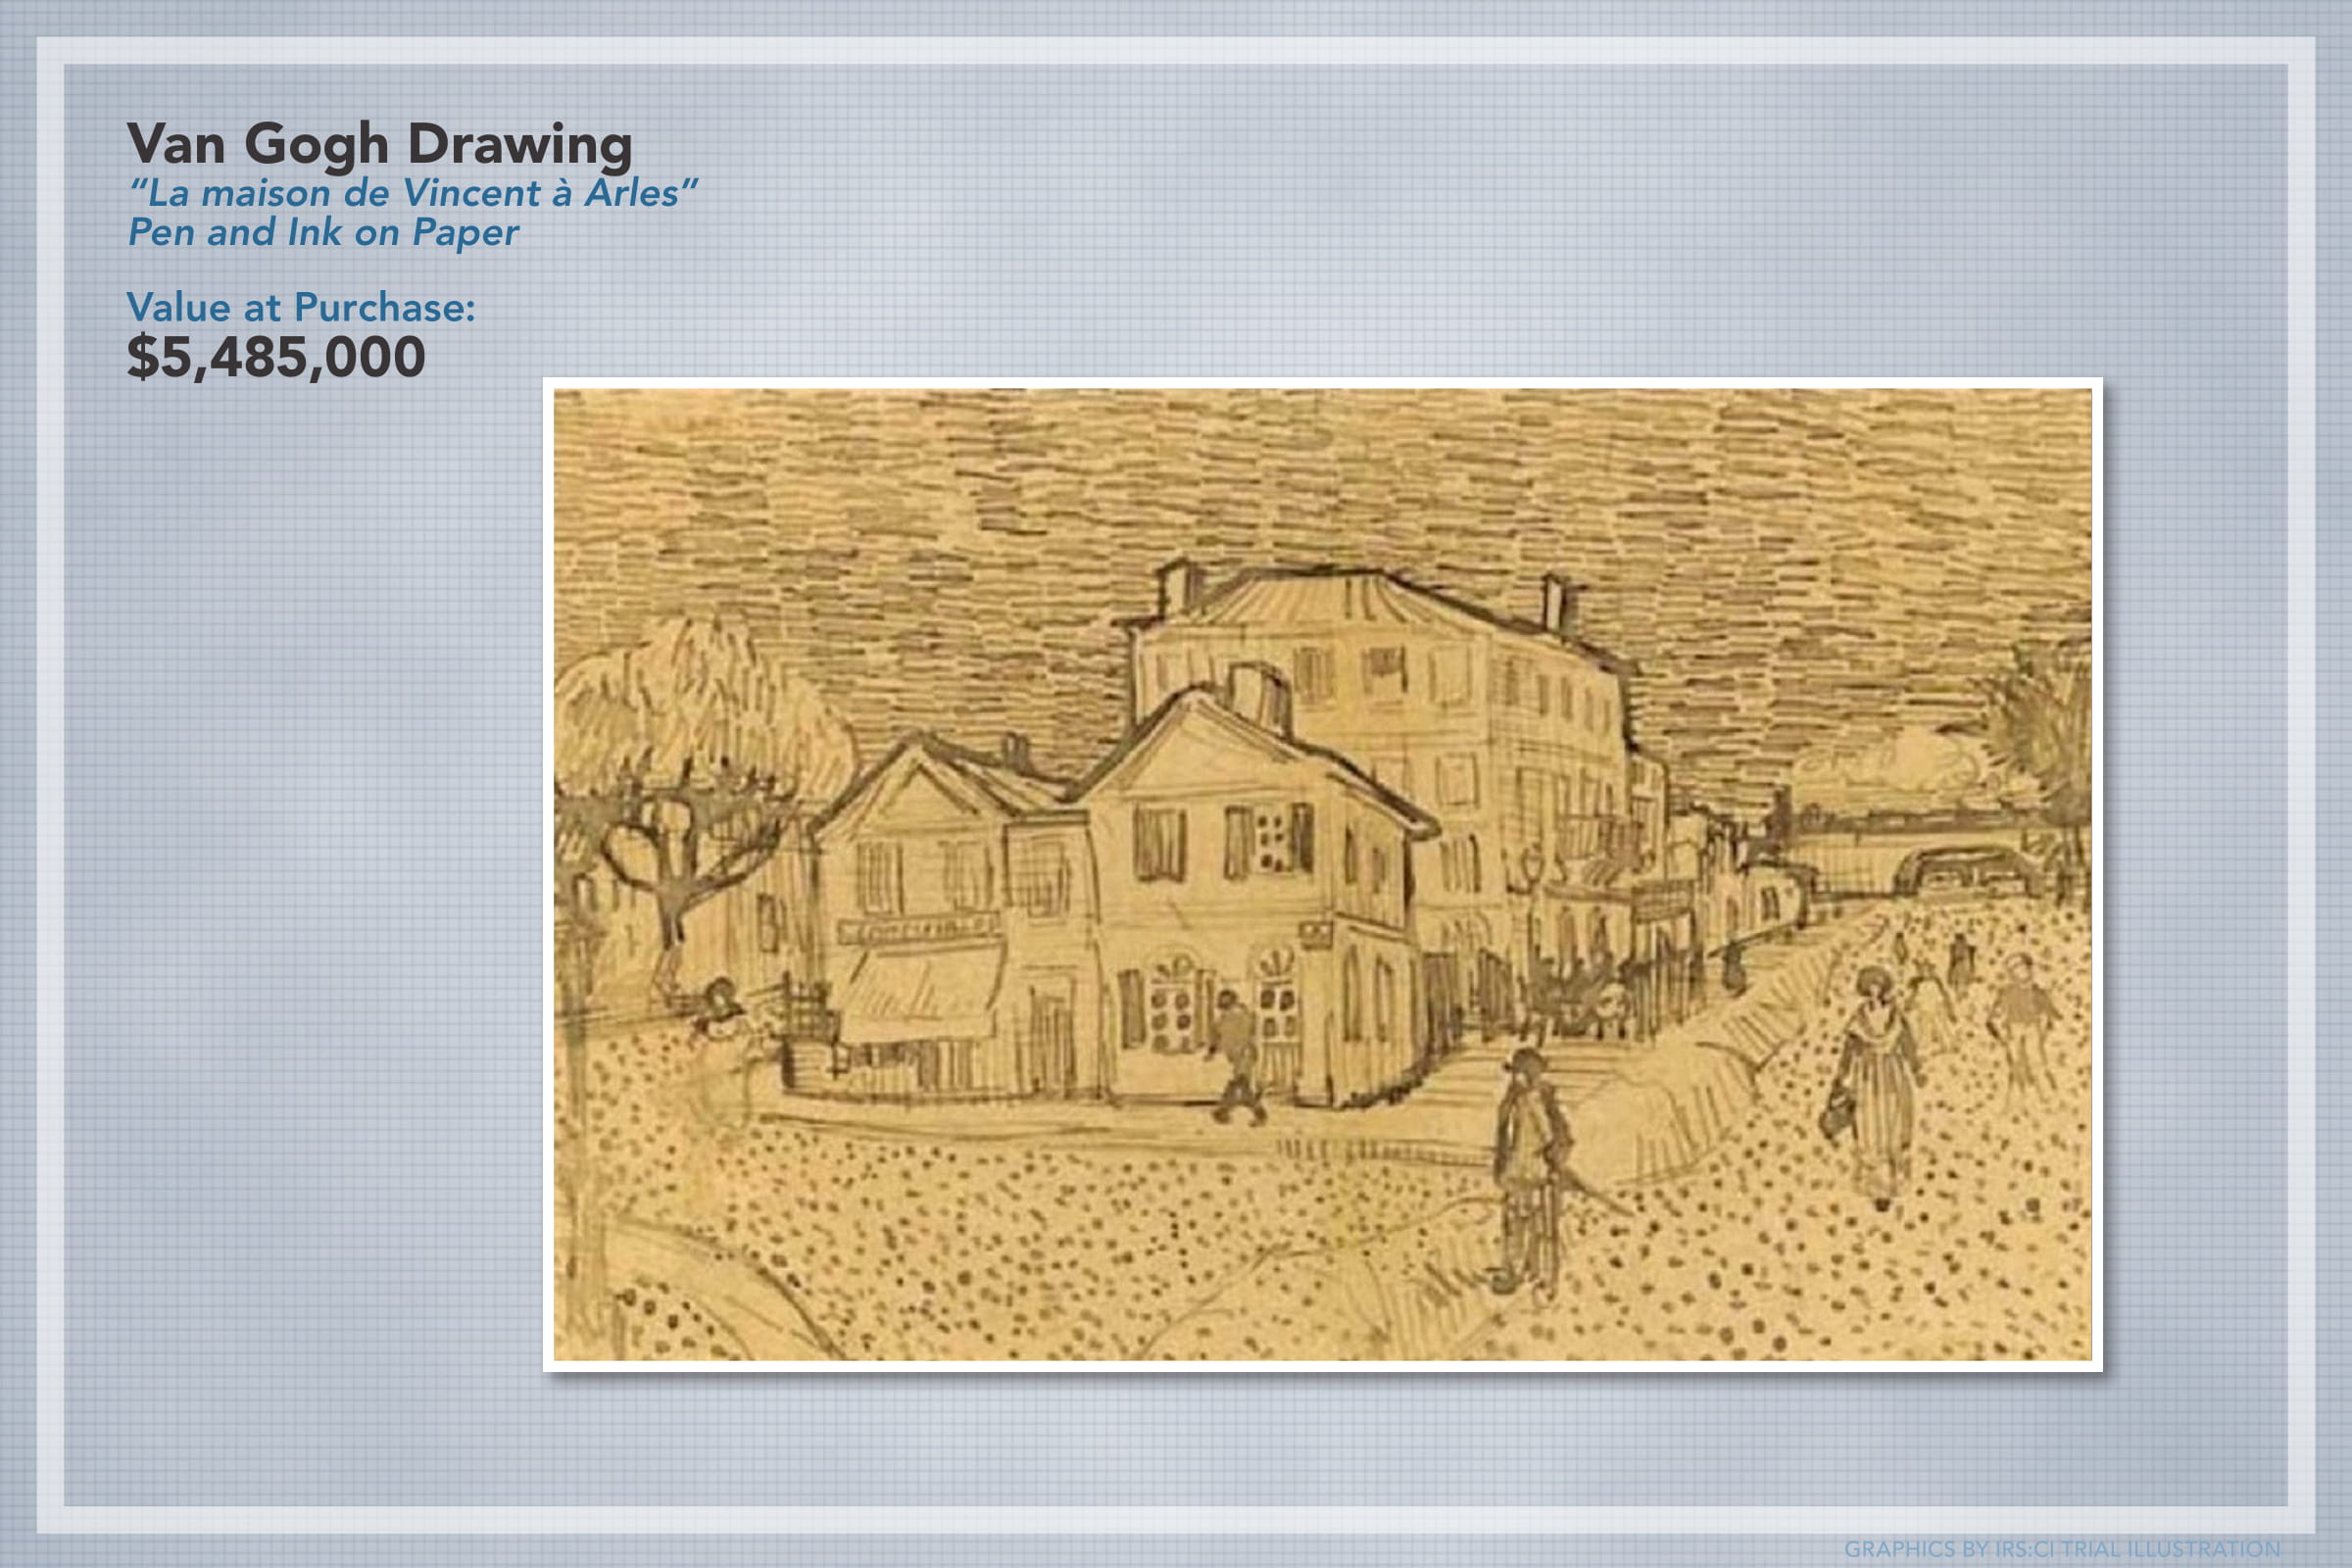 Van Gogh Drawing
“La maison de Vincent à Arles”
Pen and Ink on Paper
Value at Purchase:
$5,485,000
GRAPHICS BY IRS:CI TRIAL ILLUSTRATION